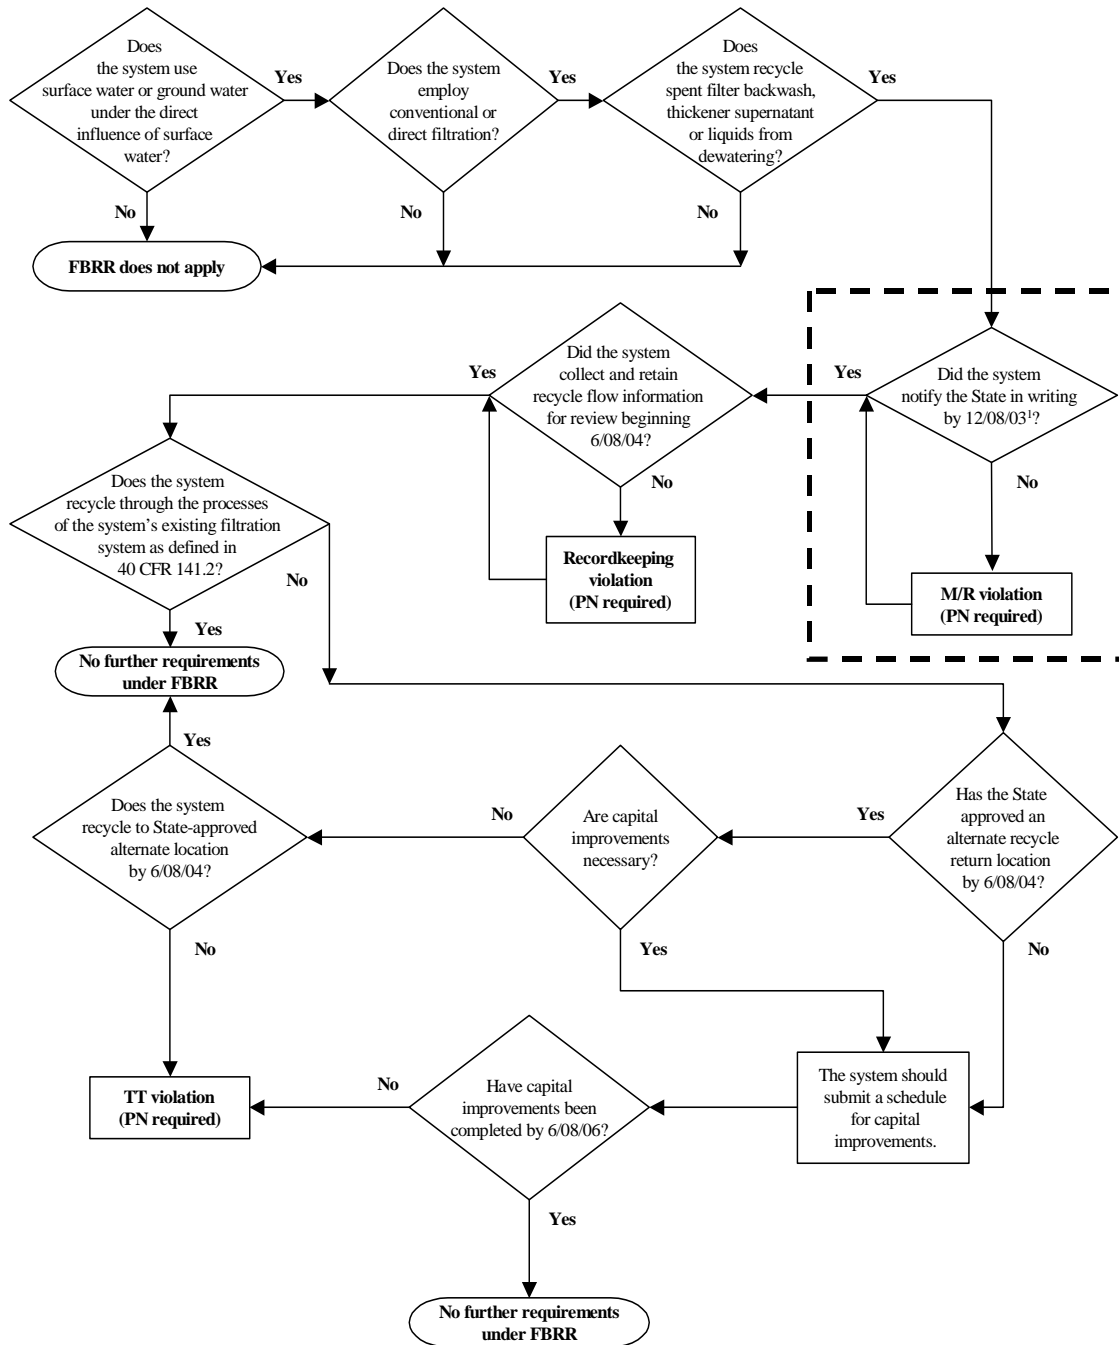 Does
the system use
surface water or ground water
under the direct
influence of surface
water?
Yes
Does the system
employ
conventional or
direct filtration?
Yes
Does
the system recycle
spent filter backwash,
thickener supernatant
or liquids from
dewatering?
Yes
No
No
No
FBRR does not apply
Did the system
collect and retain
recycle flow information
for review beginning
6/08/04?
Yes
Yes
Did the system
notify the State in writing
by 12/08/03¹?
No
No
Does the system
recycle through the processes
of the system's existing filtration
system as defined in
40 CFR 141.2?
No
Recordkeeping
violation
(PN required)
M/R violation
(PN required)
Yes
No further requirements
under FBRR
Yes
Does the system
recycle to State-approved
alternate location
by 6/08/04?
No
Are capital
improvements
necessary?
Yes
Has the State
approved an
alternate recycle
return location
by 6/08/04?
No
Yes
No
TT violation
(PN required)
No
Have capital
improvements been
completed by 6/08/06?
The system should
submit a schedule
for capital
improvements.
Yes
No further requirements
under FBRR